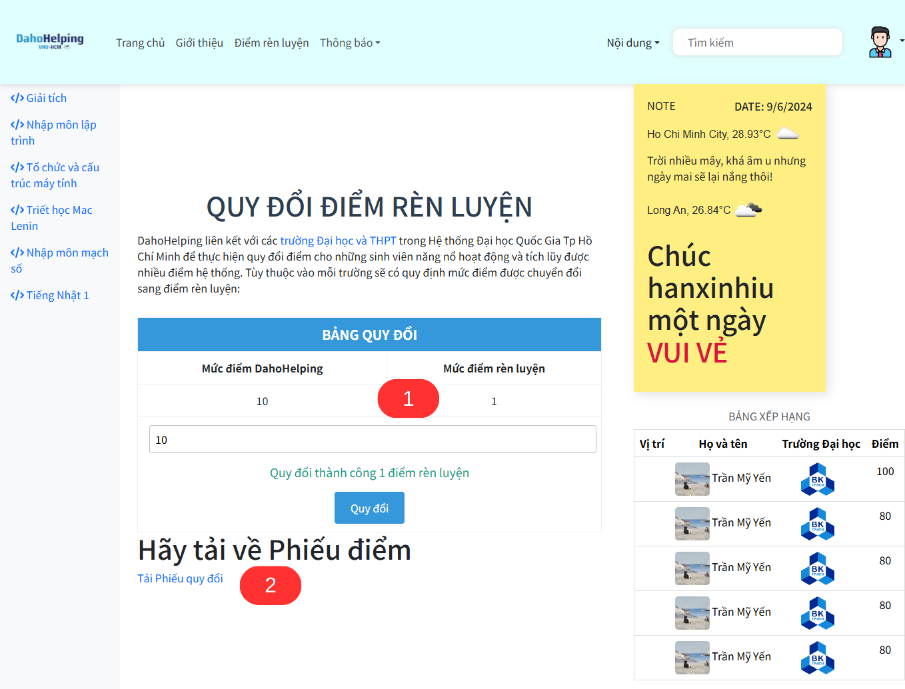 DahoHelping
VNU-HCM
Trang chủ Giới thiệu Điểm rèn luyện Thông báo
Nội dung
Tìm kiếm
</> Giải tích
</> Nhập môn lập
trình
</> Tổ chức và cấu
trúc máy tính
</> Triết học Mac
Lenin
</> Nhập môn mạch
số
</> Tiếng Nhật 1
QUY ĐỔI ĐIỂM RÈN LUYỆN
DahoHelping liên kết với các trường Đại học và THPT trong Hệ thống Đại học Quốc Gia Tp Hồ
Chí Minh để thực hiện quy đổi điểm cho những sinh viên năng nổ hoạt động và tích lũy được
nhiều điểm hệ thống. Tùy thuộc vào mỗi trường sẽ có quy định mức điểm được chuyển đổi
sang điểm rèn luyện:
BẢNG QUY ĐỔI
Mức điểm DahoHelping Mức điểm rèn luyện
10 1
1
10
Quy đổi thành công 1 điểm rèn luyện
Quy đổi
Hãy tải về Phiếu điểm
Tải Phiếu quy đổi
2
NOTE DATE: 9/6/2024
Ho Chi Minh City, 28.93°C
Trời nhiều mây, khá âm u nhưng
ngày mai sẽ lại nắng thôi!
Long An, 26.84°C
Chúc
hanxinhiu
một ngày
VUI VẺ
BẢNG XẾP HẠNG
Vị trí Họ và tên Trường Đại học Điểm
Trần Mỹ Yến BK TPHCM 100
Trần Mỹ Yến BK TPHCM 80
Trần Mỹ Yến BK TPHCM 80
Trần Mỹ Yến BK TPHCM 80
Trần Mỹ Yến BK TPHCM 80